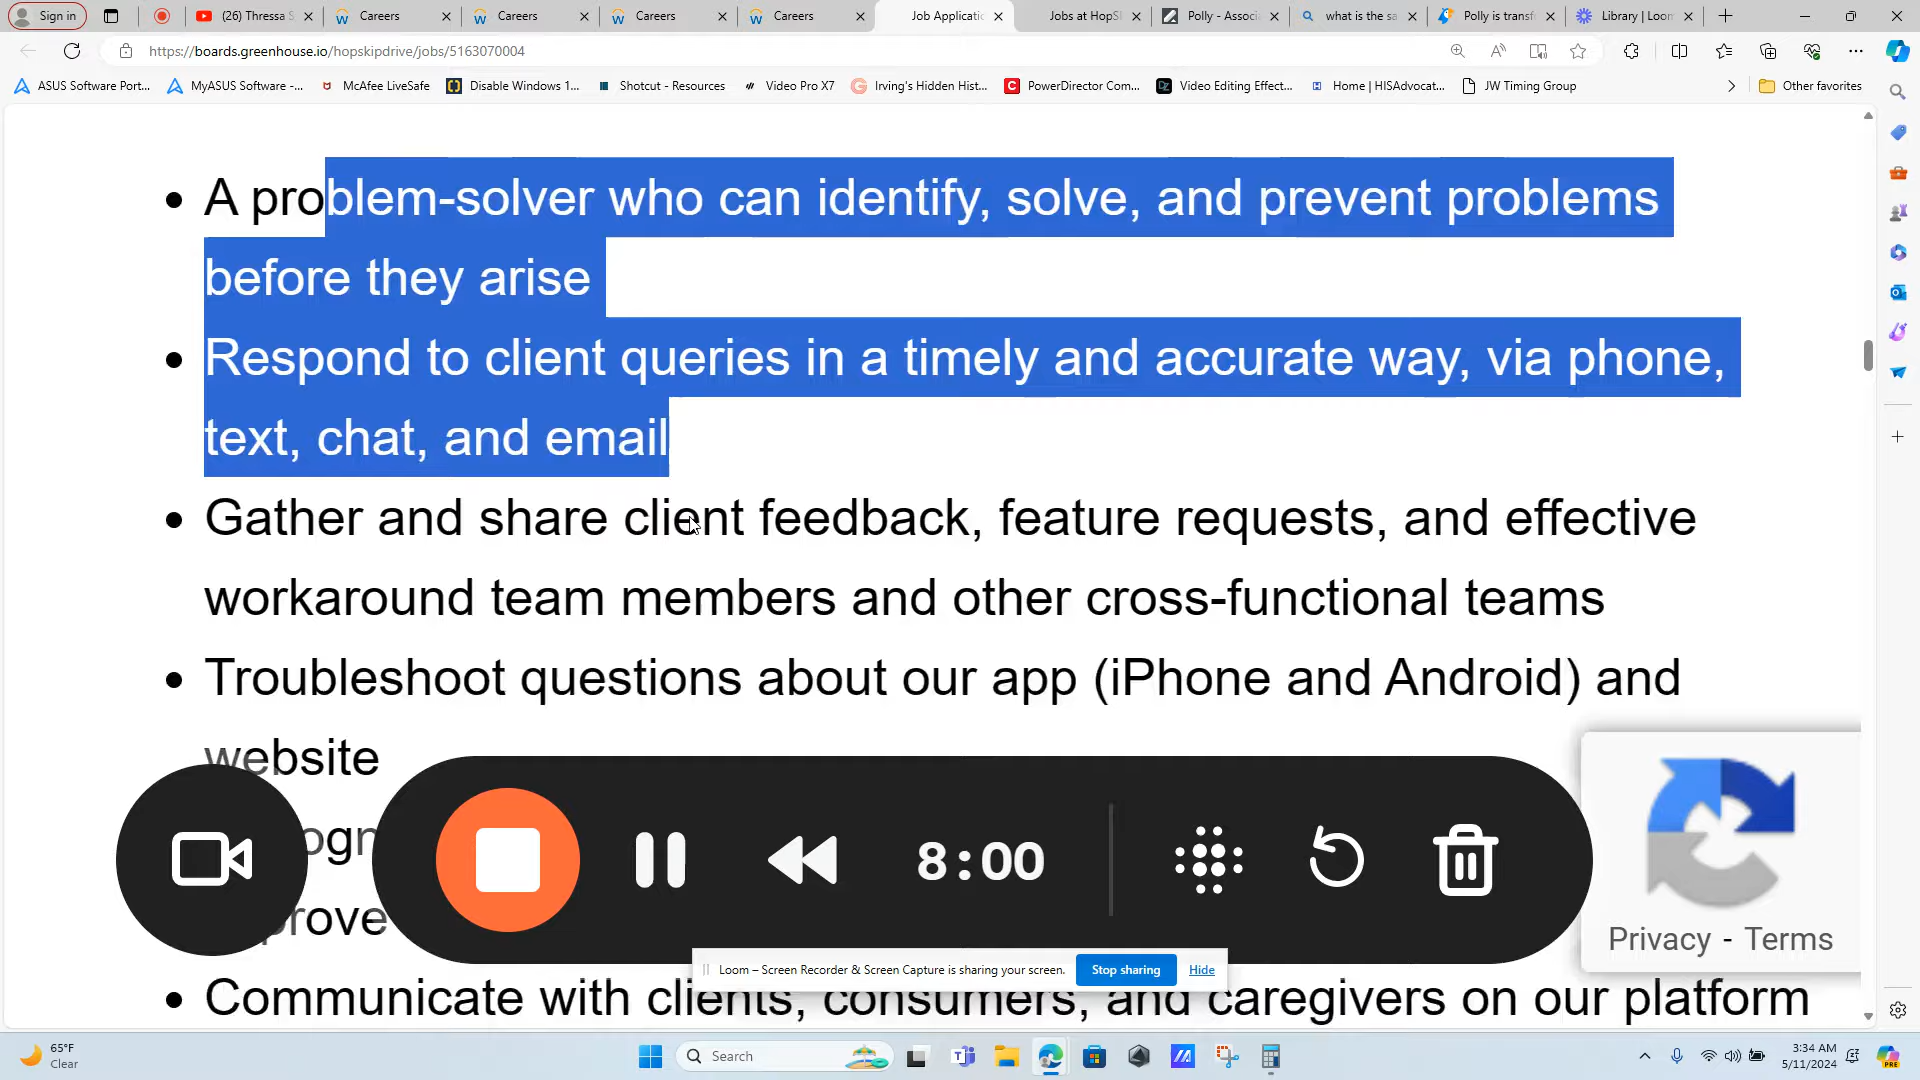 Sign in
(26) Thressa S
Careers
Careers
Careers
Careers
Job Applicatio
Jobs at HopSk
Polly - Associa
what is the sa
Polly is transf
Library | Loom
https://boards.greenhouse.io/hopskipdrive/jobs/5163070004
ASUS Software Port...
MyASUS Software -...
McAfee LiveSafe
Disable Windows 1...
Shotcut - Resources
Video Pro X7
Irving's Hidden Hist...
PowerDirector Com...
Video Editing Effect...
Home | HISAdvocat...
JW Timing Group
Other favorites
A problem-solver who can identify, solve, and prevent problems
before they arise
Respond to client queries in a timely and accurate way, via phone,
text, chat, and email
Gather and share client feedback, feature requests, and effective
workaround team members and other cross-functional teams
Troubleshoot questions about our app (iPhone and Android) and
website
8:00
Privacy - Terms
Loom – Screen Recorder & Screen Capture is sharing your screen.
Stop sharing
Hide
Communicate with clients, consumers, and caregivers on our platform
65°F
Clear
Search
3:34 AM
5/11/2024